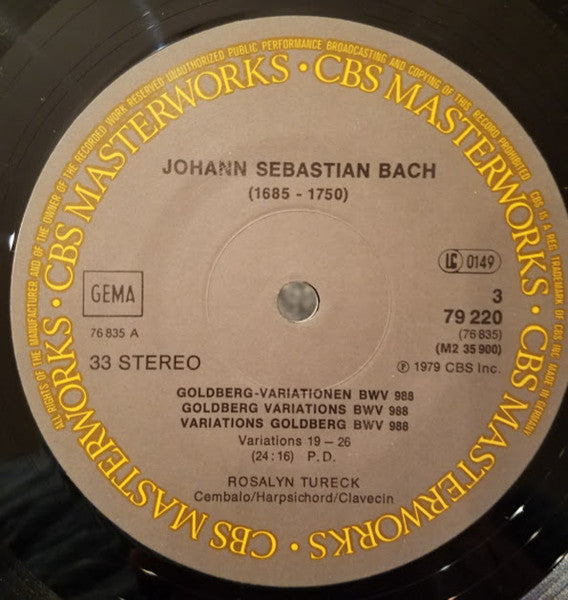 ALL RIGHTS OF THE MANUFACTURER AND OF THE OWNER OF THE RECORDED WORK RESERVED UNAUTHORIZED PUBLIC PERFORMANCE BROADCASTING AND COPYING OF THIS RECORD PROHIBITED
CBS IS A REG. TRADEMARK OF CBS INC. MADE IN GERMANY
CBS MASTERWORKS · CBS MASTERWORKS · CBS MASTERWORKS · CBS MASTERWORKS ·
JOHANN SEBASTIAN BACH
(1685 - 1750)
GEMA
LC 0149
76 835 A
3
79 220
(76 835)
(M2 35 900)
33 STEREO
℗ 1979 CBS Inc.
GOLDBERG-VARIATIONEN BWV 988
GOLDBERG VARIATIONS BWV 988
VARIATIONS GOLDBERG BWV 988
Variations 19 – 26
(24:16) P.D.
ROSALYN TURECK
Cembalo/Harpsichord/Clavecin